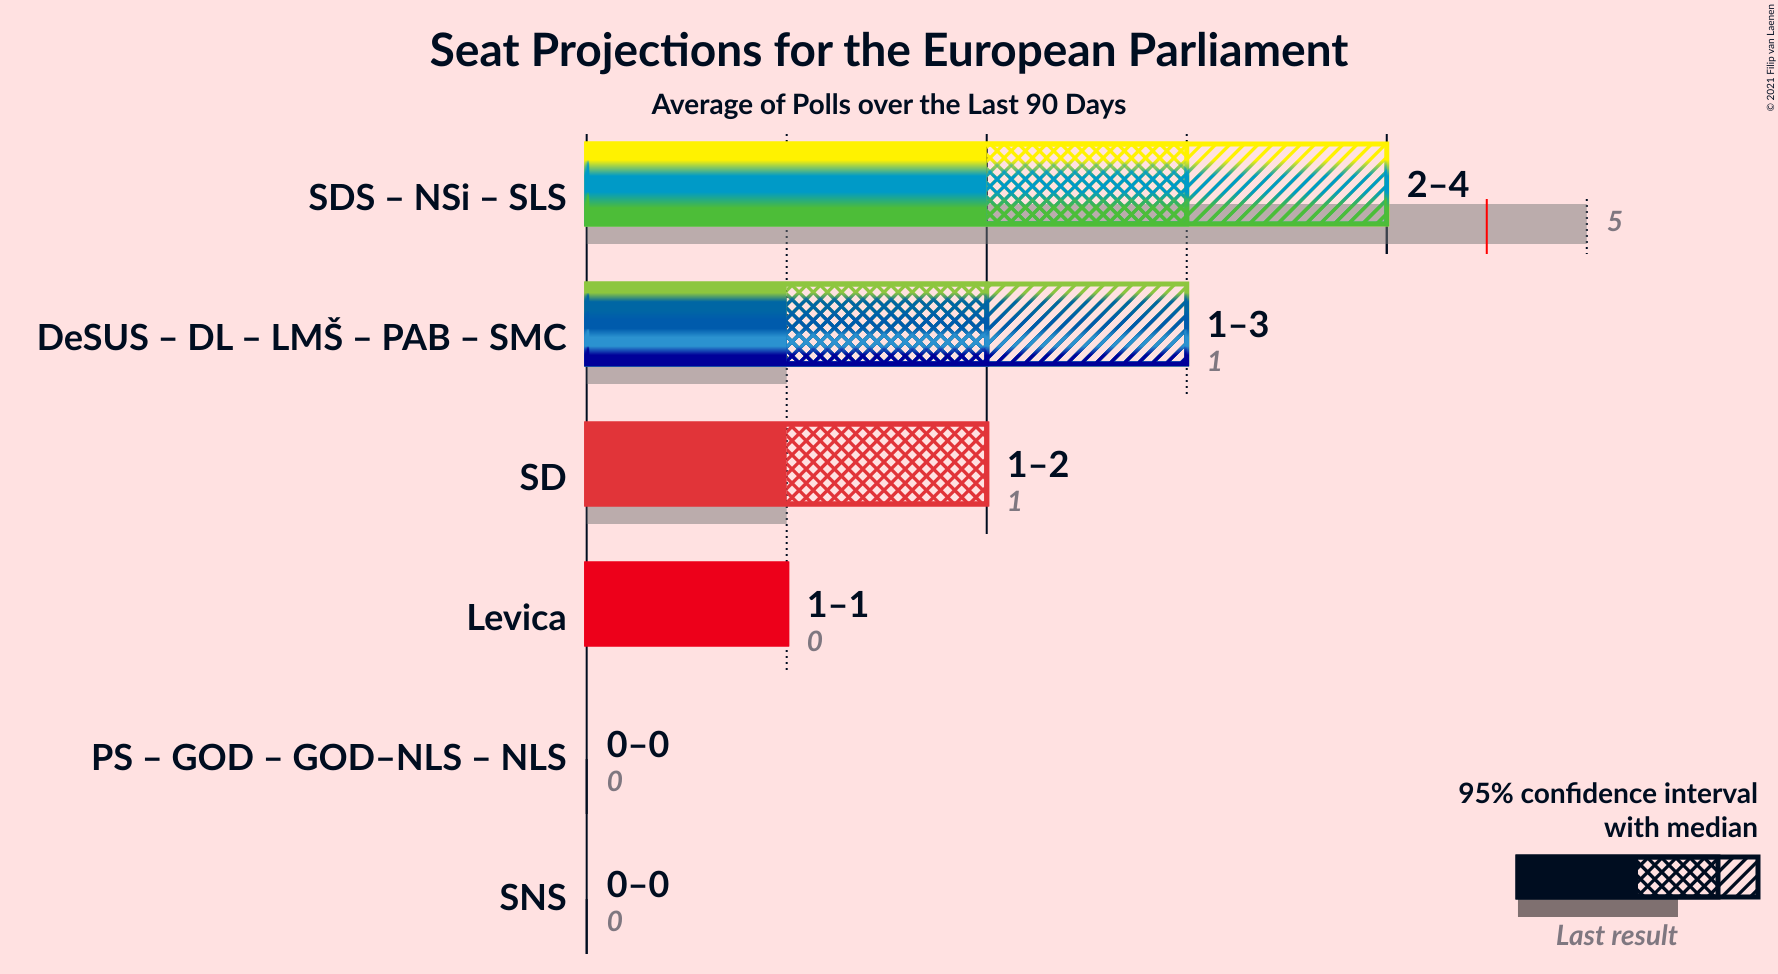 Seat Projections for the European Parliament
Average of Polls over the Last 90 Days
© 2021 Filip van Laenen
SDS – NSi – SLS
2–4
5
DeSUS – DL – LMŠ – PAB – SMC
1–3
1
SD
1–2
1
Levica
1–1
0
PS – GOD – GOD–NLS – NLS
0–0
0
SNS
0–0
0
95% confidence interval
with median
Last result